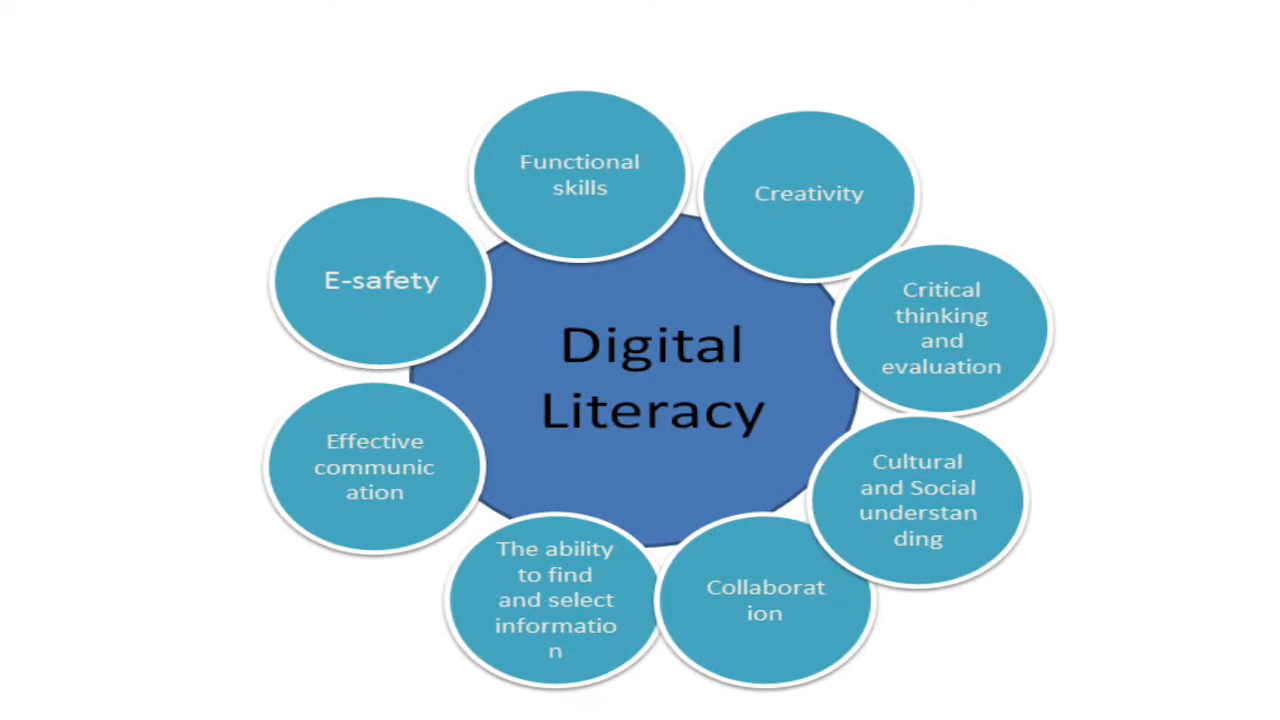 Functional
skills
Creativity
E-safety
Critical
thinking
and
evaluation
Digital
Literacy
Effective
communic
ation
Cultural
and Social
understan
ding
The ability
to find
and select
informatio
n
Collaborat
ion